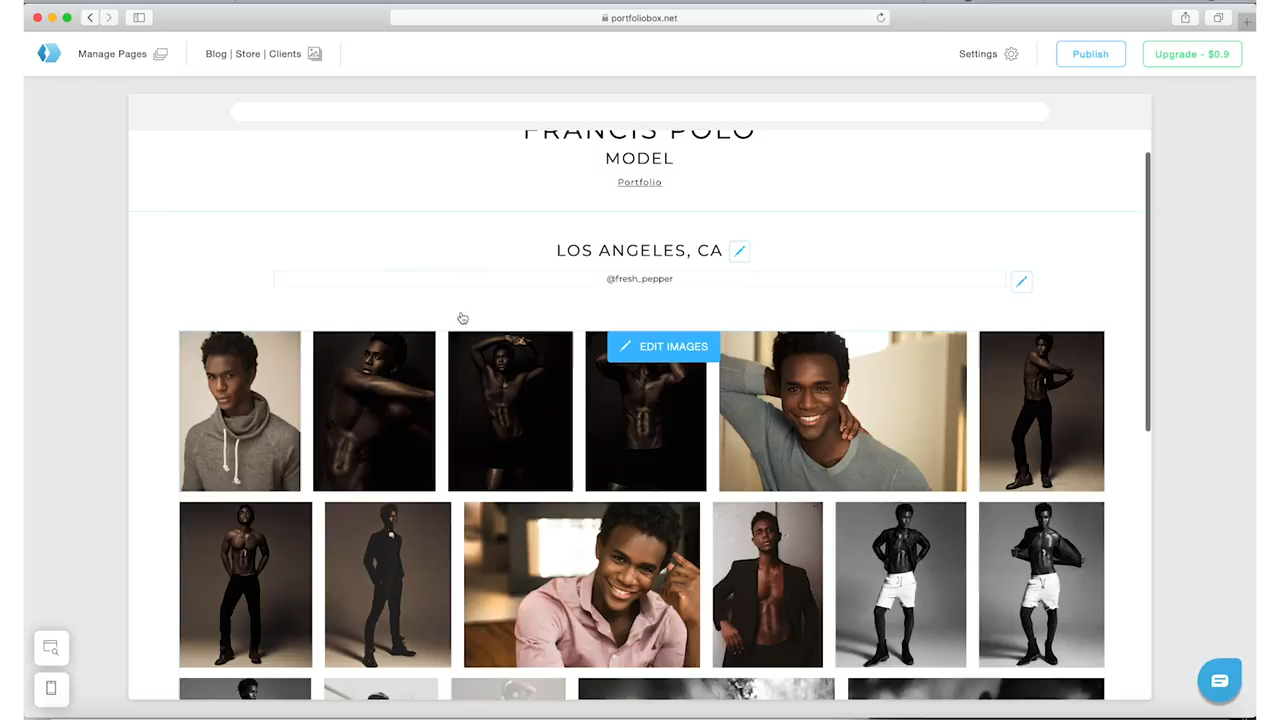 portfoliobox.net
Manage Pages
Blog | Store | Clients
Settings
Publish
Upgrade - $0.9
FRANCIS POLO
MODEL
Portfolio
LOS ANGELES, CA
@fresh_pepper
EDIT IMAGES